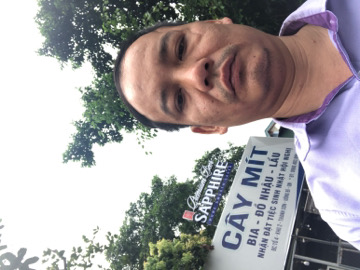 SAPPHIRE
CÂY MÍT
BIA - ĐỒ NHẬU - LẨU
NHẬN ĐẶT TIỆC SINH NHẬT HỘI NGHỊ